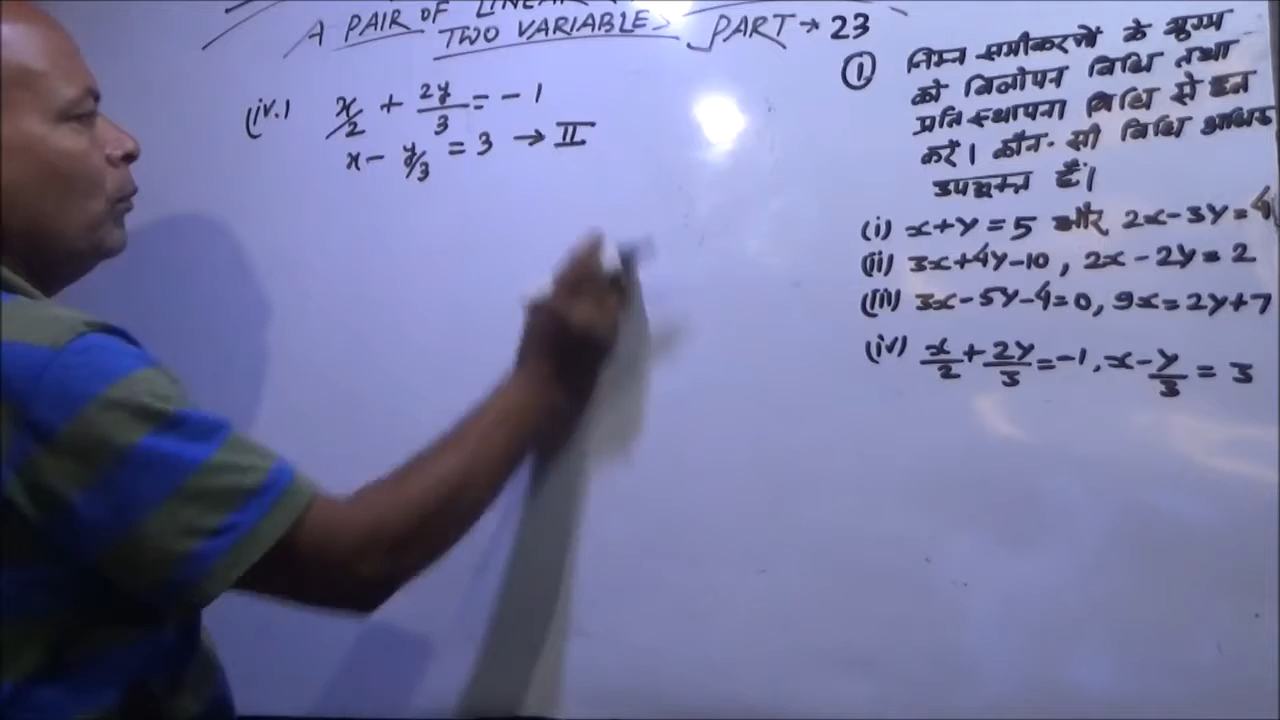 A PAIR OF LINEAR
TWO VARIABLES PART → 23
(iv.) x/2 + 2y/3 = -1
x - y/3 = 3 → II
① निम्न समीकरणों के युग्म
को विलोपन विधि तथा
प्रतिस्थापना विधि से हल
करें। कौन-सी विधि अधिक
उपयुक्त है।
(i) x+y=5 और, 2x-3y=4
(ii) 3x+4y-10, 2x-2y=2
(iii) 3x-5y-4=0, 9x=2y+7
(iv) x/2 + 2y/3 = -1, x - y/3 = 3